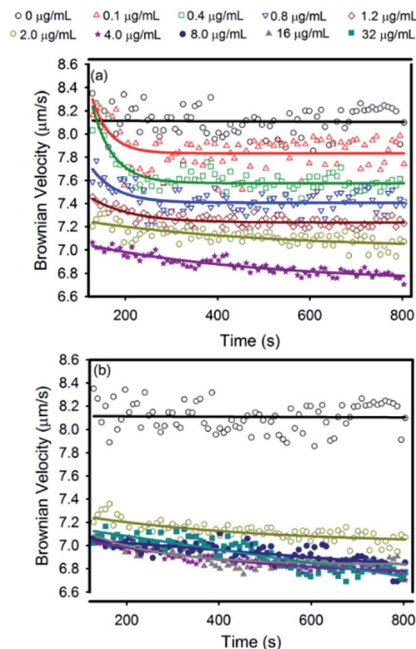 0 µg/mL 0.1 µg/mL 0.4 µg/mL 0.8 µg/mL 1.2 µg/mL
2.0 µg/mL 4.0 µg/mL 8.0 µg/mL 16 µg/mL 32 µg/mL
(a)
Brownian Velocity (µm/s)
8.6
8.4
8.2
8.0
7.8
7.6
7.4
7.2
7.0
6.8
6.6
200 400 600 800
Time (s)
(b)
Brownian Velocity (µm/s)
8.6
8.4
8.2
8.0
7.8
7.6
7.4
7.2
7.0
6.8
6.6
200 400 600 800
Time (s)